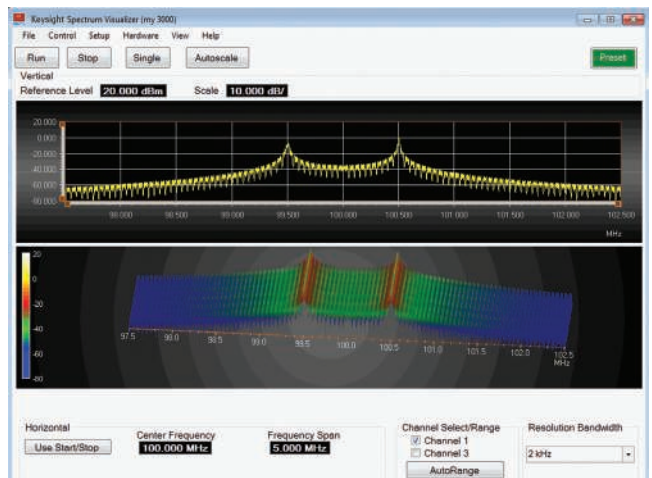 Keysight Spectrum Visualizer (my 3000)
File Control Setup Hardware View Help
Run Stop Single Autoscale Preset
Vertical
Reference Level 20.000 dBm Scale 10.000 dB/
20.000
0.000
-20.000
-40.000
-60.000
-80.000
98.000 98.500 99.000 99.500 100.000 100.500 101.000 101.500 102.000 102.500
MHz
20
0
-20
-40
-60
-80
97.5 98.0 98.5 99.0 99.5 100.0 100.5 101.0 101.5 102.0 102.5
MHz
Horizontal
Use Start/Stop
Center Frequency
100.000 MHz
Frequency Span
5.000 MHz
Channel Select/Range
Channel 1
Channel 3
AutoRange
Resolution Bandwidth
2 kHz